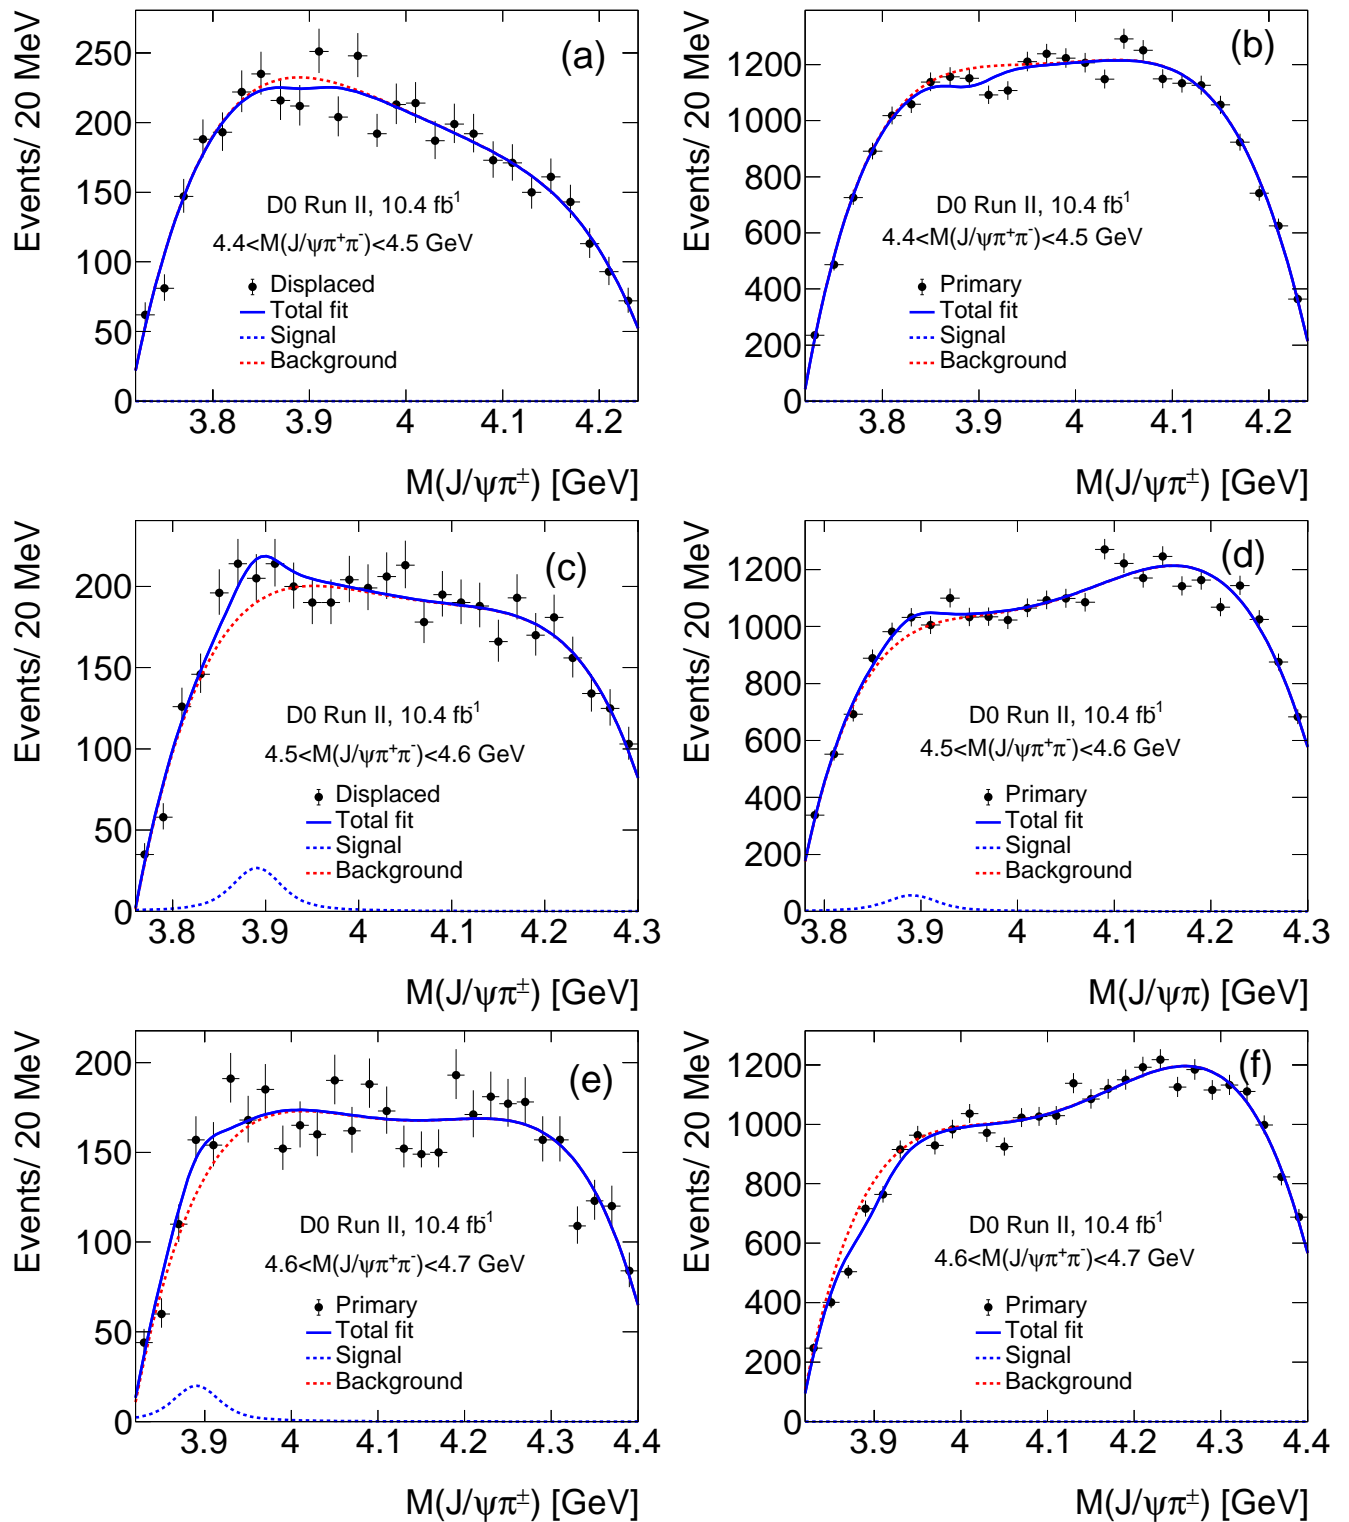 (a)
Events/ 20 MeV
250
200
150
100
50
0
D0 Run II, 10.4 fb¹
4.4<M(J/ψπ⁺π⁻)<4.5 GeV
Displaced
Total fit
Signal
Background
3.8 3.9 4 4.1 4.2
M(J/ψπ±) [GeV]
(b)
Events/ 20 MeV
1200
1000
800
600
400
200
0
D0 Run II, 10.4 fb¹
4.4<M(J/ψπ⁺π⁻)<4.5 GeV
Primary
Total fit
Signal
Background
3.8 3.9 4 4.1 4.2
M(J/ψπ±) [GeV]
(c)
Events/ 20 MeV
200
150
100
50
0
D0 Run II, 10.4 fb⁻¹
4.5<M(J/ψπ⁺π⁻)<4.6 GeV
Displaced
Total fit
Signal
Background
3.8 3.9 4 4.1 4.2 4.3
M(J/ψπ±) [GeV]
(d)
Events/ 20 MeV
1200
1000
800
600
400
200
0
D0 Run II, 10.4 fb⁻¹
4.5<M(J/ψπ⁺π⁻)<4.6 GeV
Primary
Total fit
Signal
Background
3.8 3.9 4 4.1 4.2 4.3
M(J/ψπ) [GeV]
(e)
Events/ 20 MeV
200
150
100
50
0
D0 Run II, 10.4 fb⁻¹
4.6<M(J/ψπ⁺π⁻)<4.7 GeV
Primary
Total fit
Signal
Background
3.9 4 4.1 4.2 4.3 4.4
M(J/ψπ±) [GeV]
(f)
Events/ 20 MeV
1200
1000
800
600
400
200
0
D0 Run II, 10.4 fb⁻¹
4.6<M(J/ψπ⁺π⁻)<4.7 GeV
Primary
Total fit
Signal
Background
3.9 4 4.1 4.2 4.3 4.4
M(J/ψπ±) [GeV]